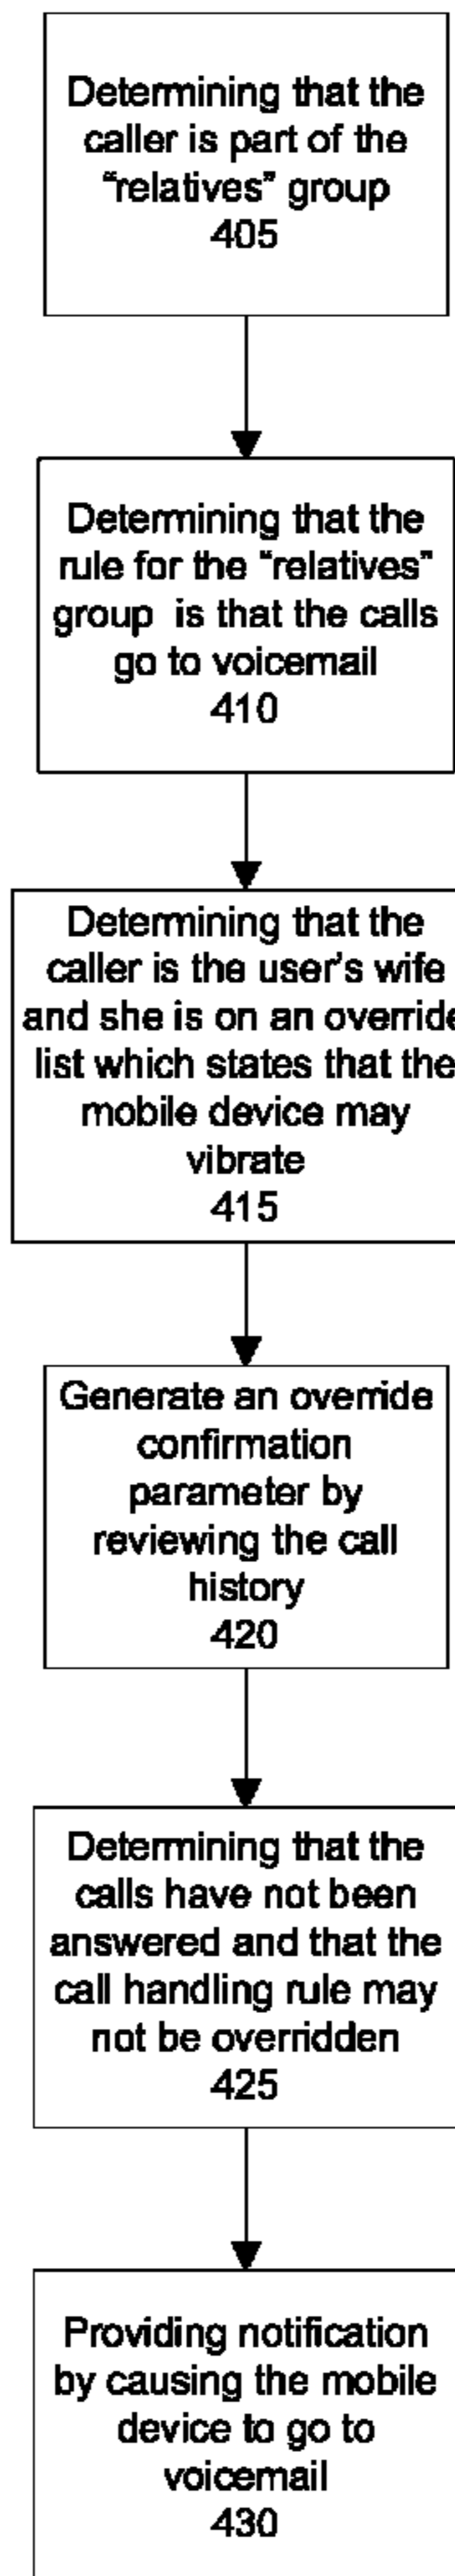 Determining that the
caller is part of the
“relatives” group
405
Determining that the
rule for the “relatives”
group is that the calls
go to voicemail
410
Determining that the
caller is the user’s wife
and she is on an override
list which states that the
mobile device may
vibrate
415
Generate an override
confirmation
parameter by
reviewing the call
history
420
Determining that the
calls have not been
answered and that the
call handling rule may
not be overridden
425
Providing notification
by causing the mobile
device to go to
voicemail
430